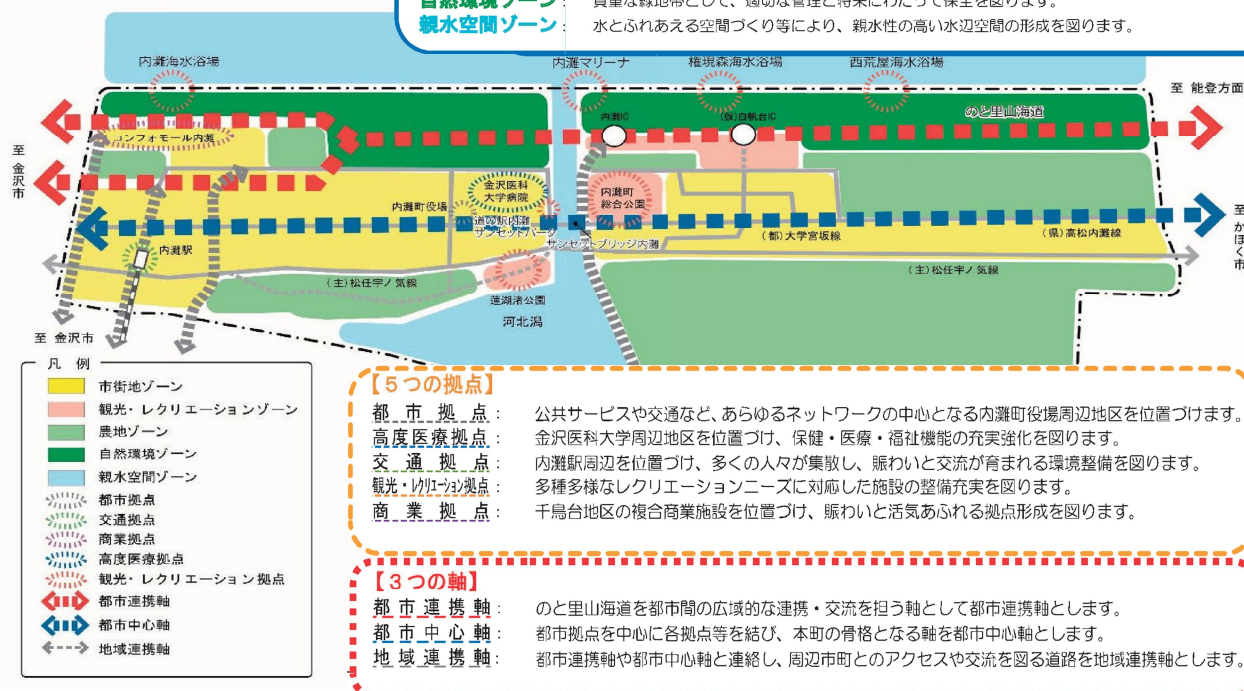 自然環境ゾーン： 貴重な緑地帯として、適切な管理と将来にわたって保全を図ります。
親水空間ゾーン： 水とふれあえる空間づくり等により、親水性の高い水辺空間の形成を図ります。
内灘海水浴場
内灘マリーナ
権現森海水浴場
西荒屋海水浴場
至 能登方面
のと里山海道
内灘IC
(仮)白帆台IC
コンフォモール内灘
至 金沢市
金沢医科
大学病院
内灘町
総合公園
内灘町役場
道の駅内灘
サンセットパーク
サンセットブリッジ内灘
(都)大学宮坂線
(県)高松内灘線
至 かほく市
内灘駅
(主)松任宇ノ気線
(主)松任宇ノ気線
蓮湖渚公園
河北潟
至 金沢市
凡 例
市街地ゾーン
観光・レクリエーションゾーン
農地ゾーン
自然環境ゾーン
親水空間ゾーン
都市拠点
交通拠点
商業拠点
高度医療拠点
観光・レクリエーション拠点
都市連携軸
都市中心軸
地域連携軸
【5つの拠点】
都市拠点： 公共サービスや交通など、あらゆるネットワークの中心となる内灘町役場周辺地区を位置づけます。
高度医療拠点： 金沢医科大学周辺地区を位置づけ、保健・医療・福祉機能の充実強化を図ります。
交通拠点： 内灘駅周辺を位置づけ、多くの人々が集散し、賑わいと交流が育まれる環境整備を図ります。
観光・レクリエーション拠点： 多種多様なレクリエーションニーズに対応した施設の整備充実を図ります。
商業拠点： 千鳥台地区の複合商業施設を位置づけ、賑わいと活気あふれる拠点形成を図ります。
【3つの軸】
都市連携軸： のと里山海道を都市間の広域的な連携・交流を担う軸として都市連携軸とします。
都市中心軸： 都市拠点を中心に各拠点等を結び、本町の骨格となる軸を都市中心軸とします。
地域連携軸： 都市連携軸や都市中心軸と連絡し、周辺市町とのアクセスや交流を図る道路を地域連携軸とします。